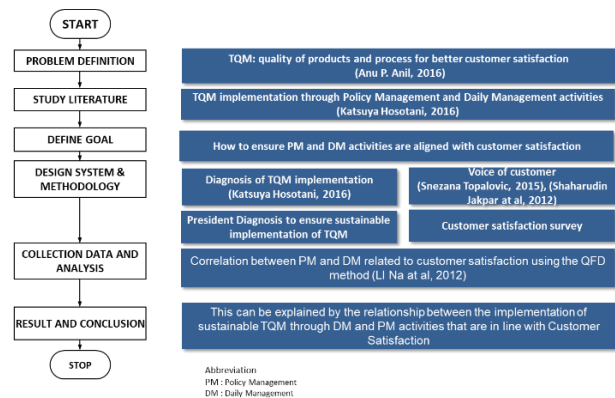 START
PROBLEM DEFINITION
TQM: quality of products and process for better customer satisfaction
(Anu P. Anil, 2016)
STUDY LITERATURE
TQM implementation through Policy Management and Daily Management activities
(Katsuya Hosotani, 2016)
DEFINE GOAL
How to ensure PM and DM activities are aligned with customer satisfaction
DESIGN SYSTEM &
METHODOLOGY
Diagnosis of TQM implementation
(Katsuya Hosotani, 2016)
Voice of customer
(Snezana Topalovic, 2015), (Shaharudin
Jakpar at al, 2012)
President Diagnosis to ensure sustainable
implementation of TQM
Customer satisfaction survey
COLLECTION DATA AND
ANALYSIS
Correlation between PM and DM related to customer satisfaction using the QFD
method (LI Na at al, 2012)
RESULT AND CONCLUSION
This can be explained by the relationship between the implementation of
sustainable TQM through DM and PM activities that are in line with Customer
Satisfaction
STOP
Abbreviation
PM : Policy Management
DM : Daily Management